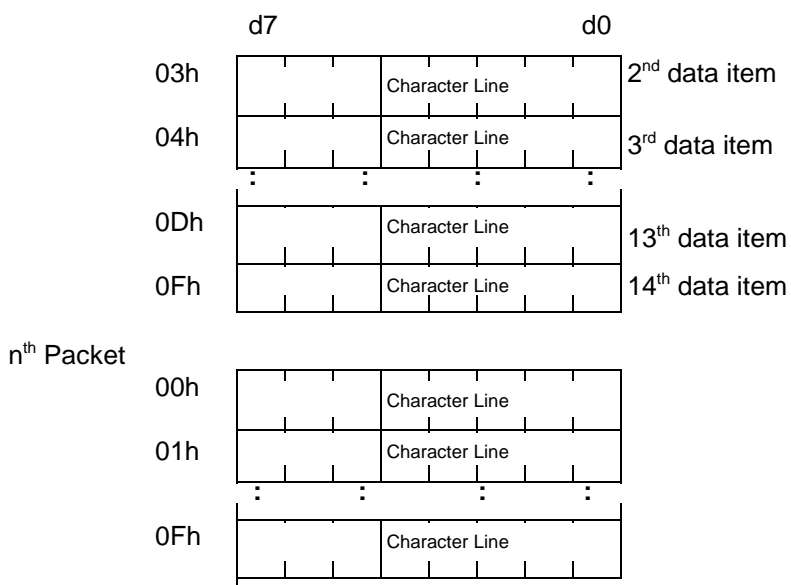 d7 d0
03h Character Line 2nd data item
04h Character Line 3rd data item
: : : :
0Dh Character Line 13th data item
0Fh Character Line 14th data item
nth Packet
00h Character Line
01h Character Line
: : : :
0Fh Character Line